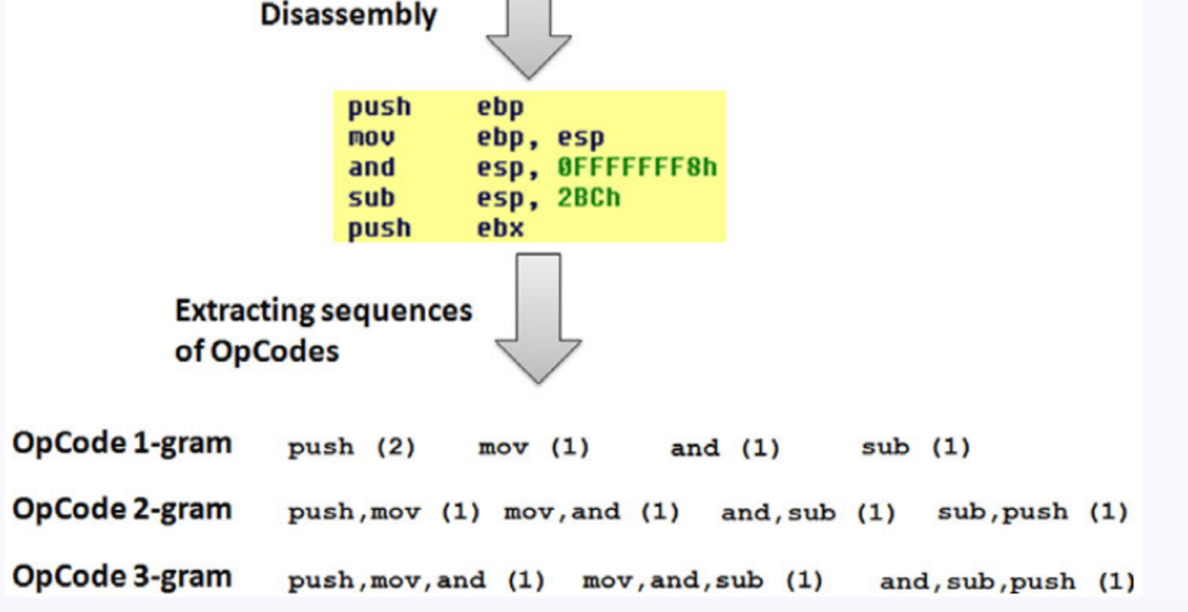 Disassembly
push ebp
mov ebp, esp
and esp, 0FFFFFFF8h
sub esp, 2BCh
push ebx
Extracting sequences
of OpCodes
OpCode 1-gram push (2) mov (1) and (1) sub (1)
OpCode 2-gram push,mov (1) mov,and (1) and,sub (1) sub,push (1)
OpCode 3-gram push,mov,and (1) mov,and,sub (1) and,sub,push (1)